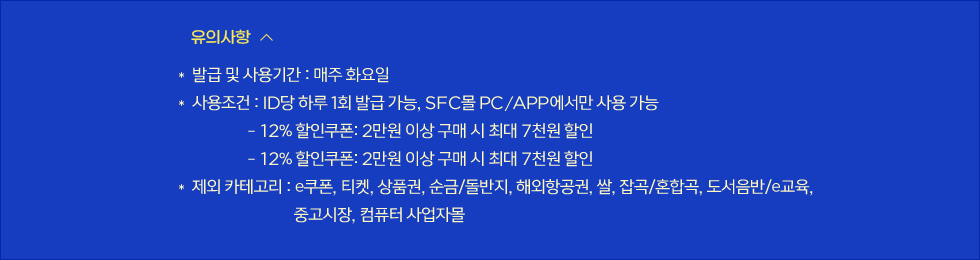 유의사항
* 발급 및 사용기간 : 매주 화요일
* 사용조건 : ID당 하루 1회 발급 가능, SFC몰 PC/APP에서만 사용 가능
- 12% 할인쿠폰: 2만원 이상 구매 시 최대 7천원 할인
- 12% 할인쿠폰: 2만원 이상 구매 시 최대 7천원 할인
* 제외 카테고리 : e쿠폰, 티켓, 상품권, 순금/돌반지, 해외항공권, 쌀, 잡곡/혼합곡, 도서음반/e교육,
중고시장, 컴퓨터 사업자몰